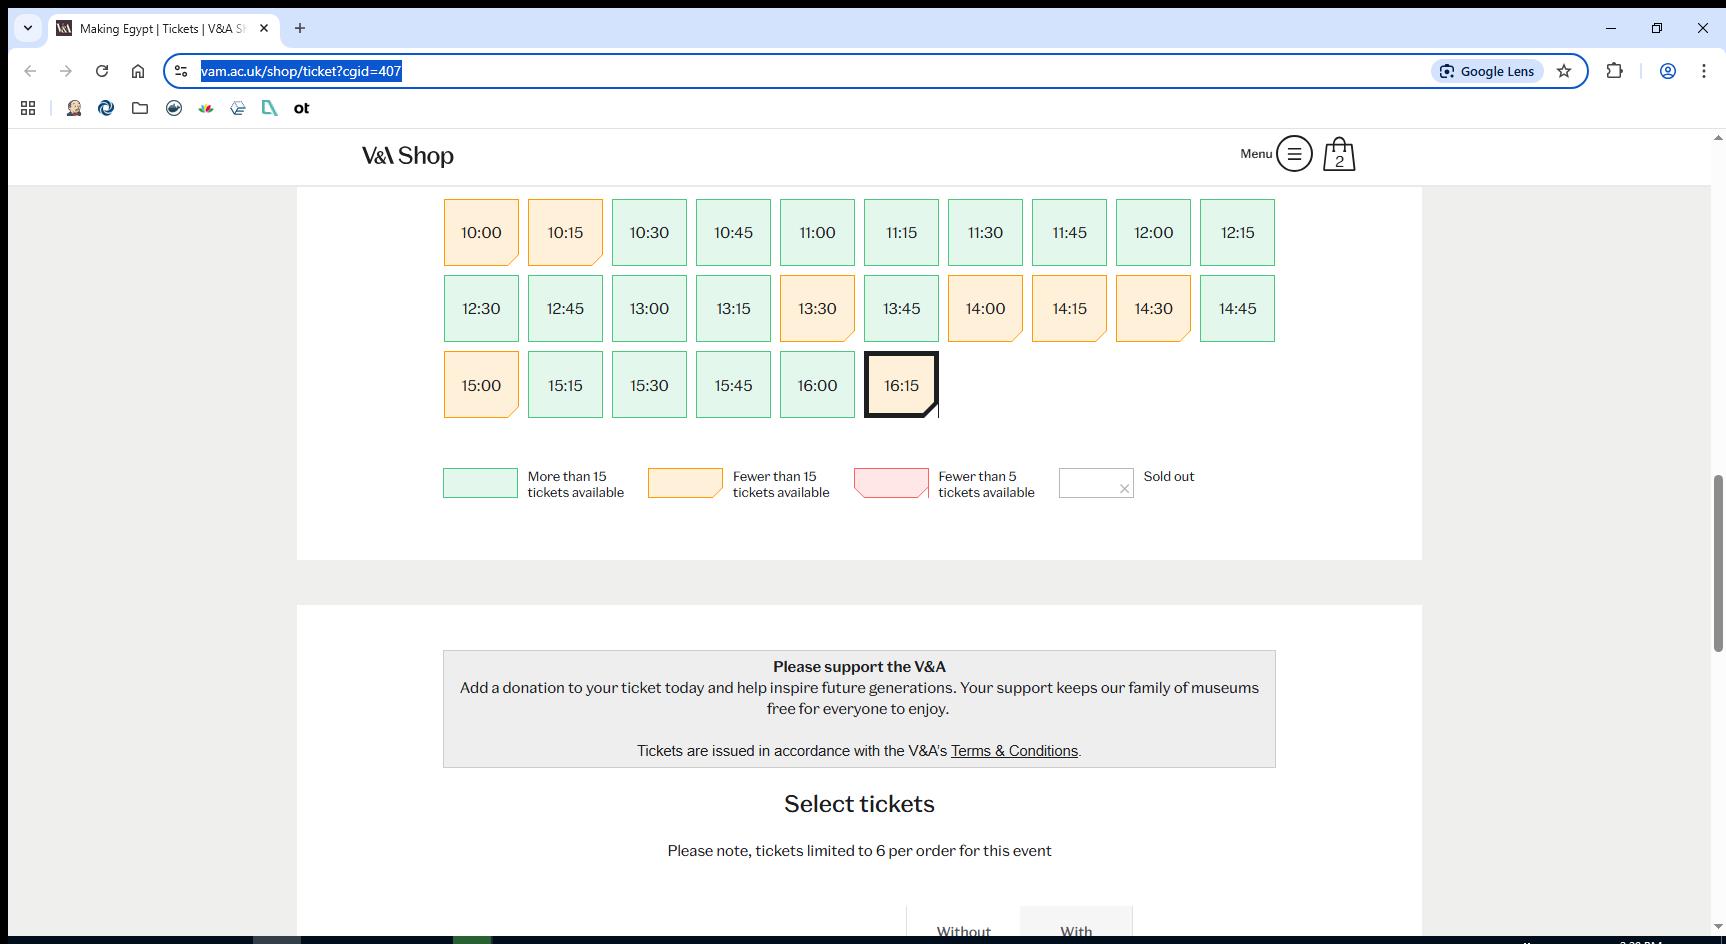 Making Egypt | Tickets | V&A Sh
vam.ac.uk/shop/ticket?cgid=407
Google Lens
ot
V&A Shop
Menu
2
10:00 10:15 10:30 10:45 11:00 11:15 11:30 11:45 12:00 12:15
12:30 12:45 13:00 13:15 13:30 13:45 14:00 14:15 14:30 14:45
15:00 15:15 15:30 15:45 16:00 16:15
More than 15
tickets available
Fewer than 15
tickets available
Fewer than 5
tickets available
Sold out
Please support the V&A
Add a donation to your ticket today and help inspire future generations. Your support keeps our family of museums
free for everyone to enjoy.
Tickets are issued in accordance with the V&A's Terms & Conditions.
Select tickets
Please note, tickets limited to 6 per order for this event
Without With